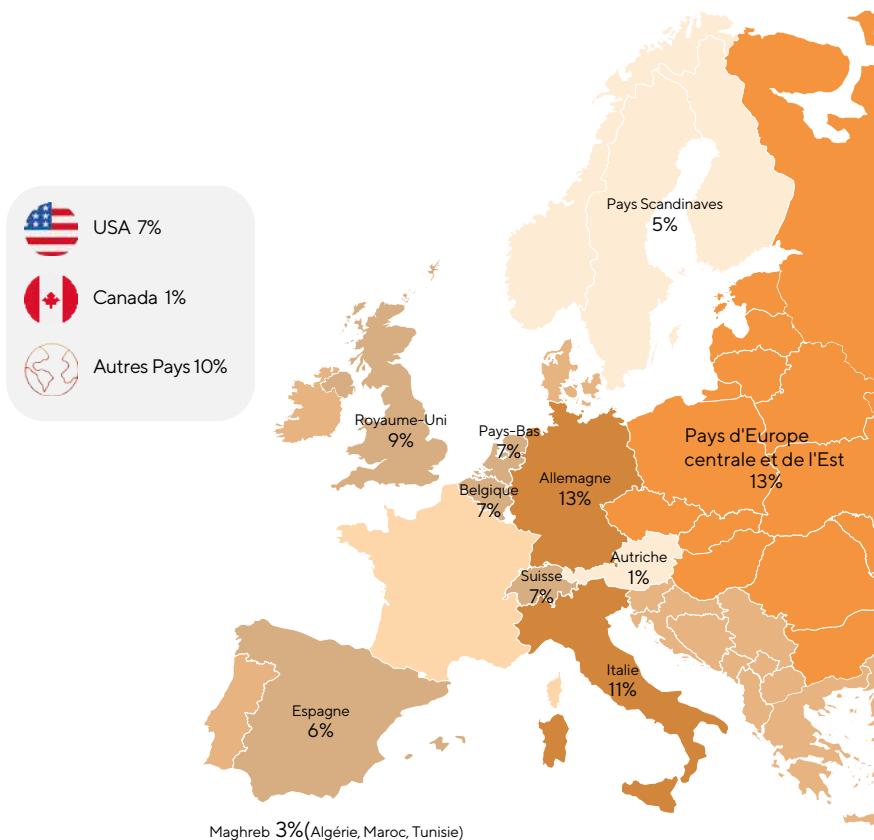 USA 7%
Canada 1%
Autres Pays 10%
Pays Scandinaves
5%
Royaume-Uni
9%
Pays-Bas
7%
Belgique
7%
Allemagne
13%
Pays d'Europe
centrale et de l'Est
13%
Autriche
1%
Suisse
7%
Italie
11%
Espagne
6%
Maghreb 3%(Algérie, Maroc, Tunisie)